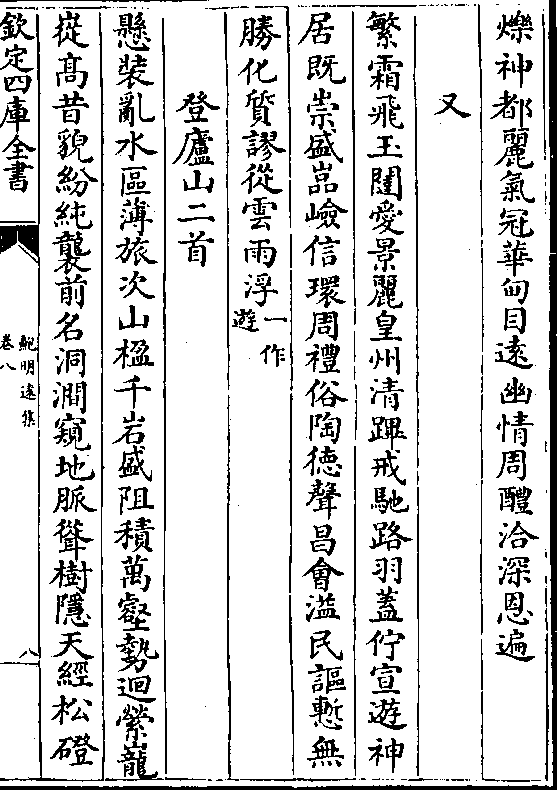 爍神都麗氣冠華甸目遠幽情周醴洽深恩遍
又
繁霜飛玉闥愛景麗皇州清蹕戒馳路羽蓋佇宣遊神
居既崇盛嵓嶮信環周禮俗陶德聲昌會溢民謳慙無
勝化質謬從雲雨浮一作遊
登廬山二首
懸裝亂水區薄旅次山楹千岩盛阻積萬壑勢迴縈巃
嵸高昔貌紛紜襲前名洞澗窺地脈聳樹隱天經松磴
欽定四庫全書
鮑明遠集
卷八
八